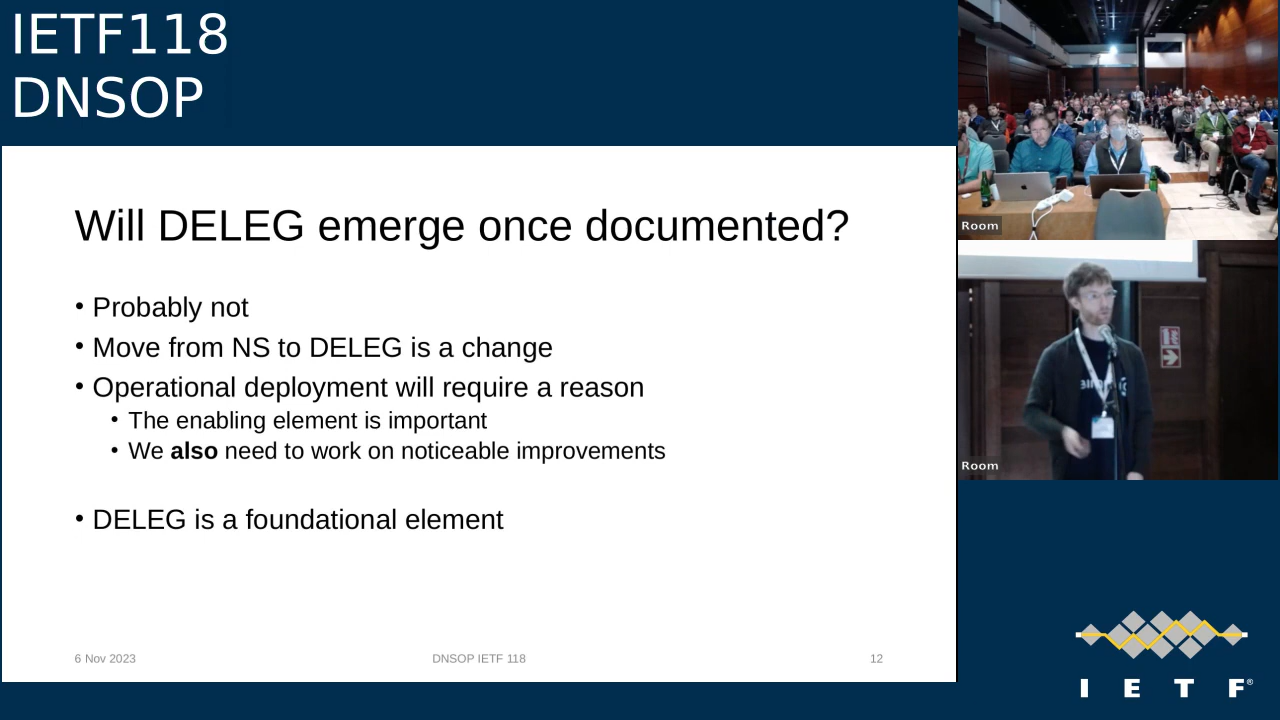 IETF118
DNSOP
Will DELEG emerge once documented?
• Probably not
• Move from NS to DELEG is a change
• Operational deployment will require a reason
• The enabling element is important
• We also need to work on noticeable improvements
• DELEG is a foundational element
6 Nov 2023
DNSOP IETF 118
12
Room
Room
I E T F®